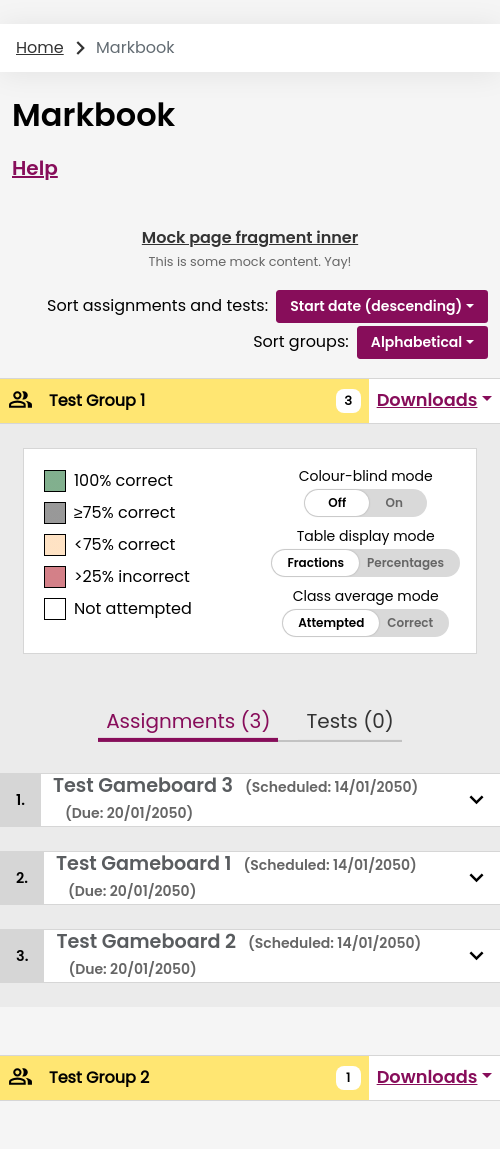 Home > Markbook
Markbook
Help
Mock page fragment inner
This is some mock content. Yay!
Sort assignments and tests: Start date (descending)
Sort groups: Alphabetical
Test Group 1 3 Downloads
100% correct
≥75% correct
<75% correct
>25% incorrect
Not attempted
Colour-blind mode
Off On
Table display mode
Fractions Percentages
Class average mode
Attempted Correct
Assignments (3) Tests (0)
1. Test Gameboard 3 (Scheduled: 14/01/2050)
(Due: 20/01/2050)
2. Test Gameboard 1 (Scheduled: 14/01/2050)
(Due: 20/01/2050)
3. Test Gameboard 2 (Scheduled: 14/01/2050)
(Due: 20/01/2050)
Test Group 2 1 Downloads